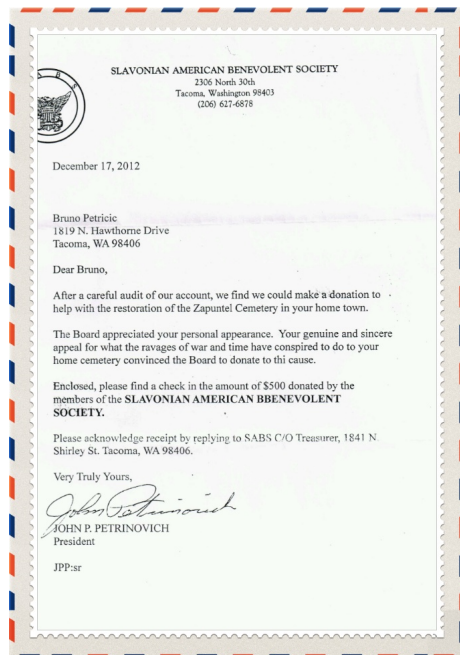 SLAVONIAN AMERICAN BENEVOLENT SOCIETY
2306 North 30th
Tacoma, Washington 98403
(206) 627-6878
December 17, 2012
Bruno Petricic
1819 N. Hawthorne Drive
Tacoma, WA 98406
Dear Bruno,
After a careful audit of our account, we find we could make a donation to
help with the restoration of the Zapuntel Cemetery in your home town.
The Board appreciated your personal appearance. Your genuine and sincere
appeal for what the ravages of war and time have conspired to do to your
home cemetery convinced the Board to donate to thi cause.
Enclosed, please find a check in the amount of $500 donated by the
members of the SLAVONIAN AMERICAN BBENEVOLENT
SOCIETY.
Please acknowledge receipt by replying to SABS C/O Treasurer, 1841 N.
Shirley St. Tacoma, WA 98406.
Very Truly Yours,
John Petrinovich
JOHN P. PETRINOVICH
President
JPP:sr